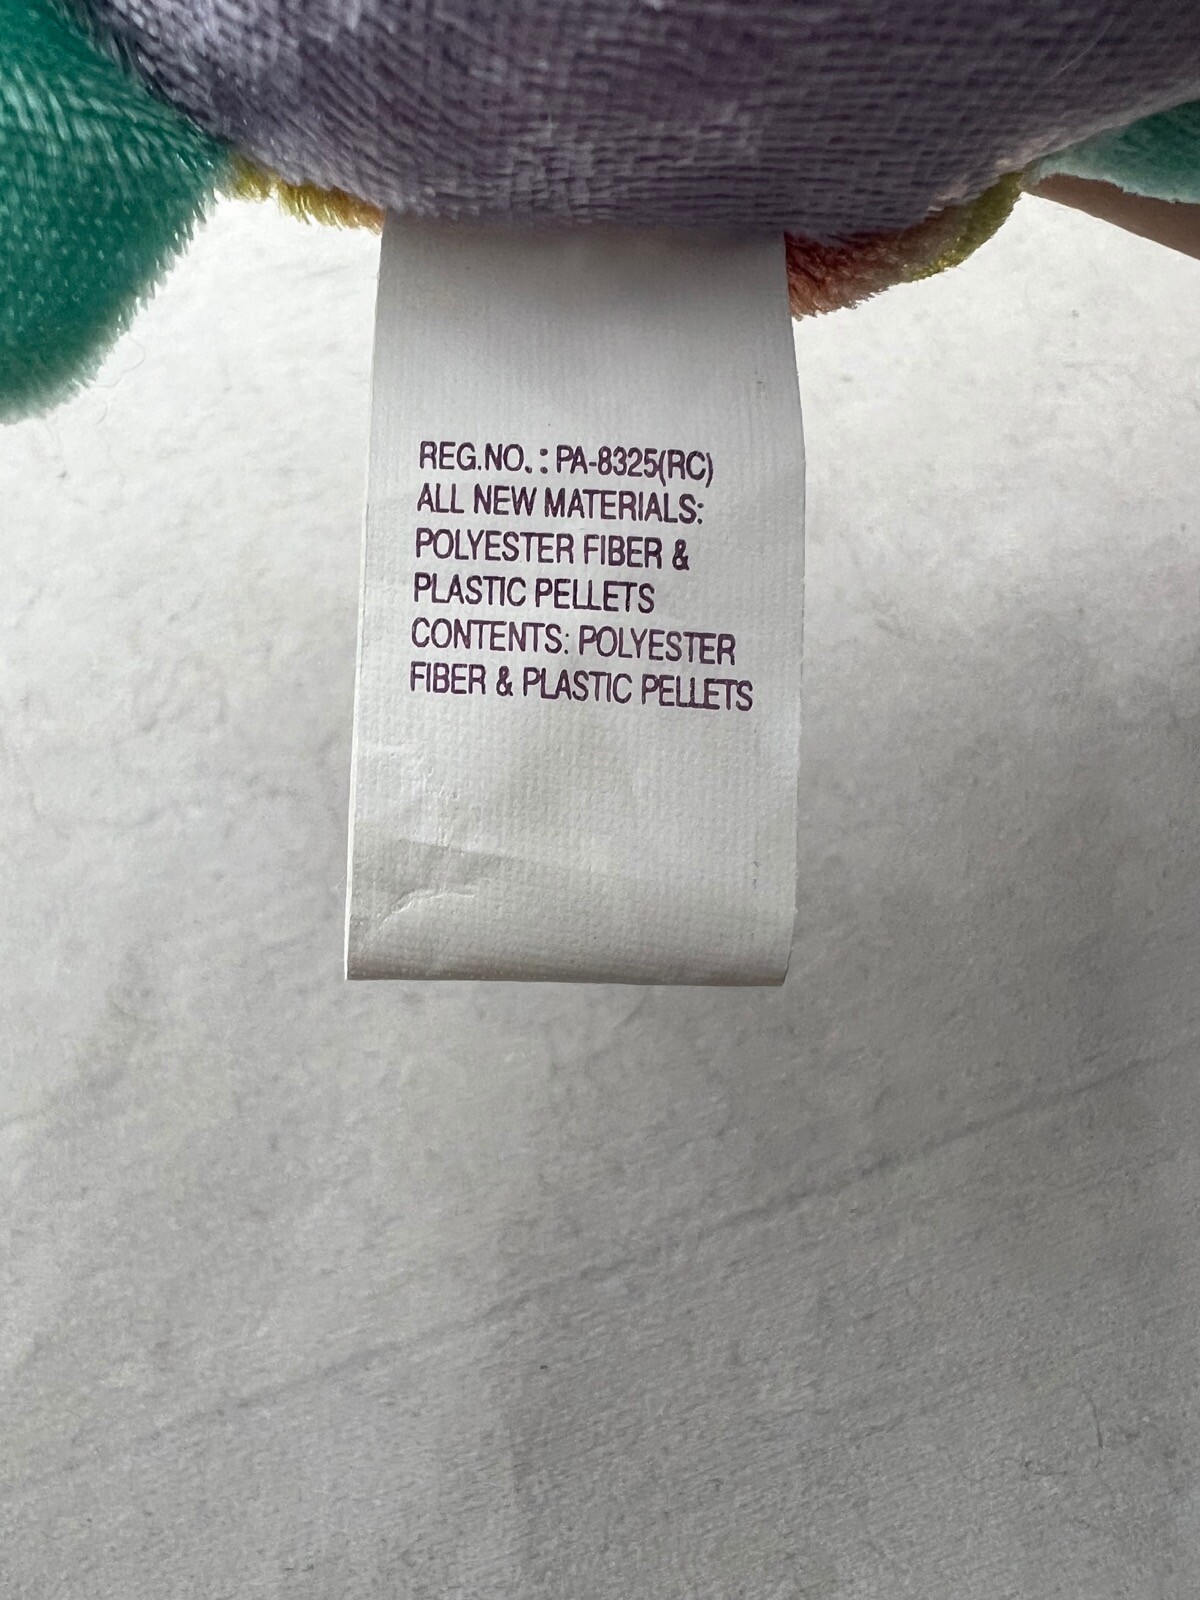 REG.NO. : PA-8325(RC)
ALL NEW MATERIALS:
POLYESTER FIBER &
PLASTIC PELLETS
CONTENTS: POLYESTER
FIBER & PLASTIC PELLETS